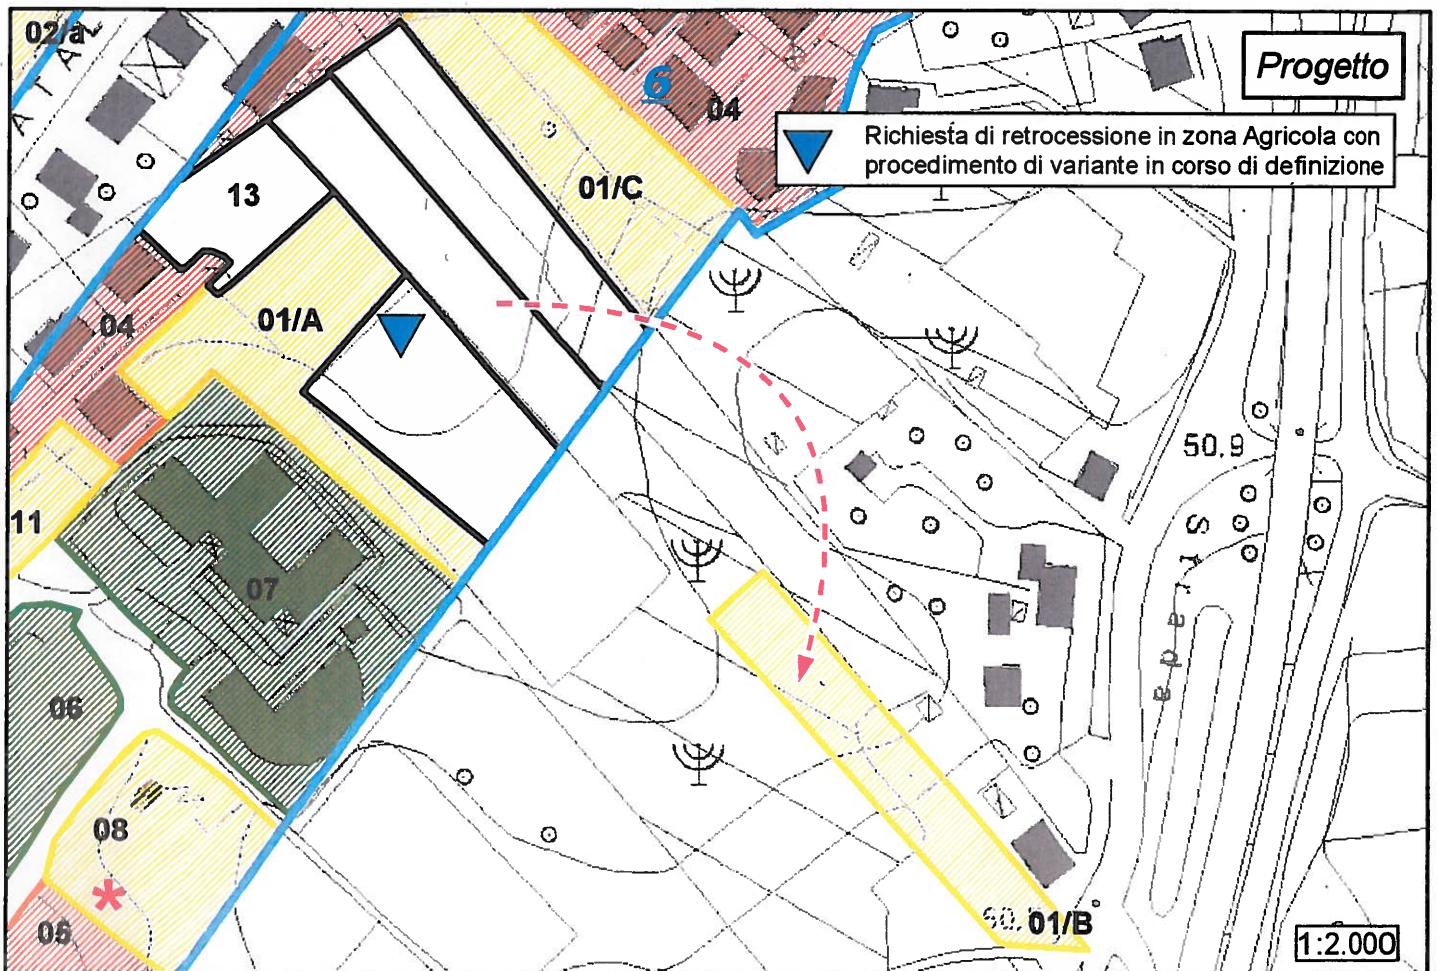 02/a
A T A
Progetto
6
04
Richiesta di retrocessione in zona Agricola con
procedimento di variante in corso di definizione
13
01/C
04
01/A
50.9
11
S t r a d a
07
06
08
*
05
01/B
1:2.000